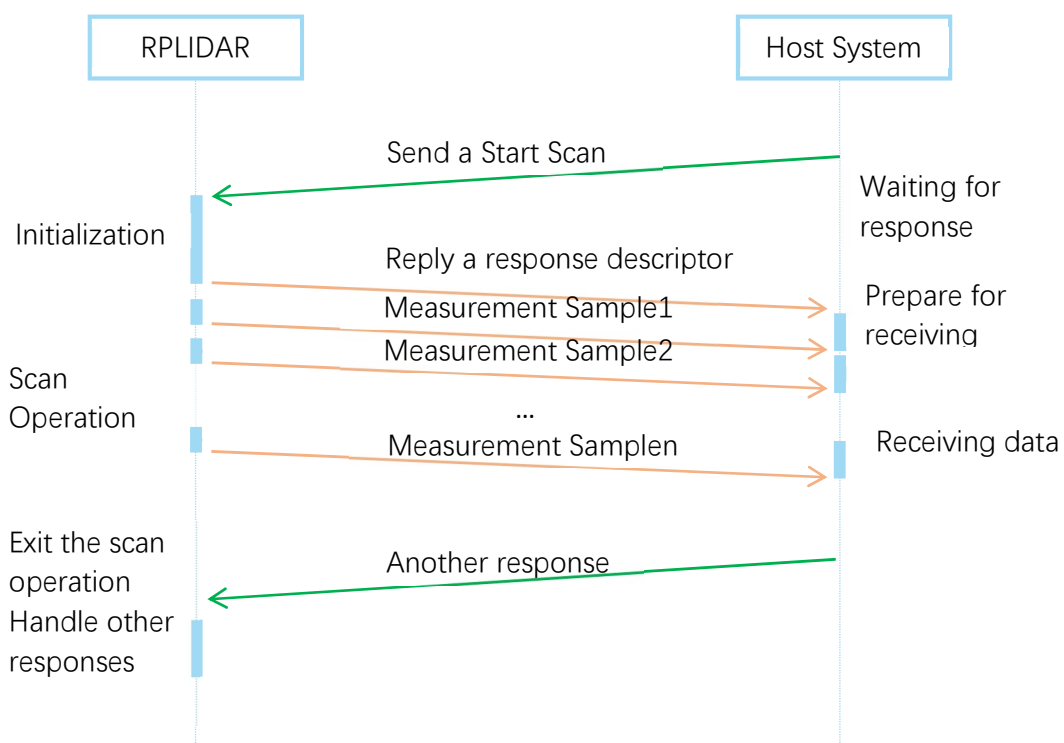 RPLIDAR
Host System
Send a Start Scan
Waiting for
response
Initialization
Reply a response descriptor
Prepare for
receiving
Measurement Sample1
Measurement Sample2
Scan
Operation
...
Measurement Samplen
Receiving data
Exit the scan
operation
Another response
Handle other
responses